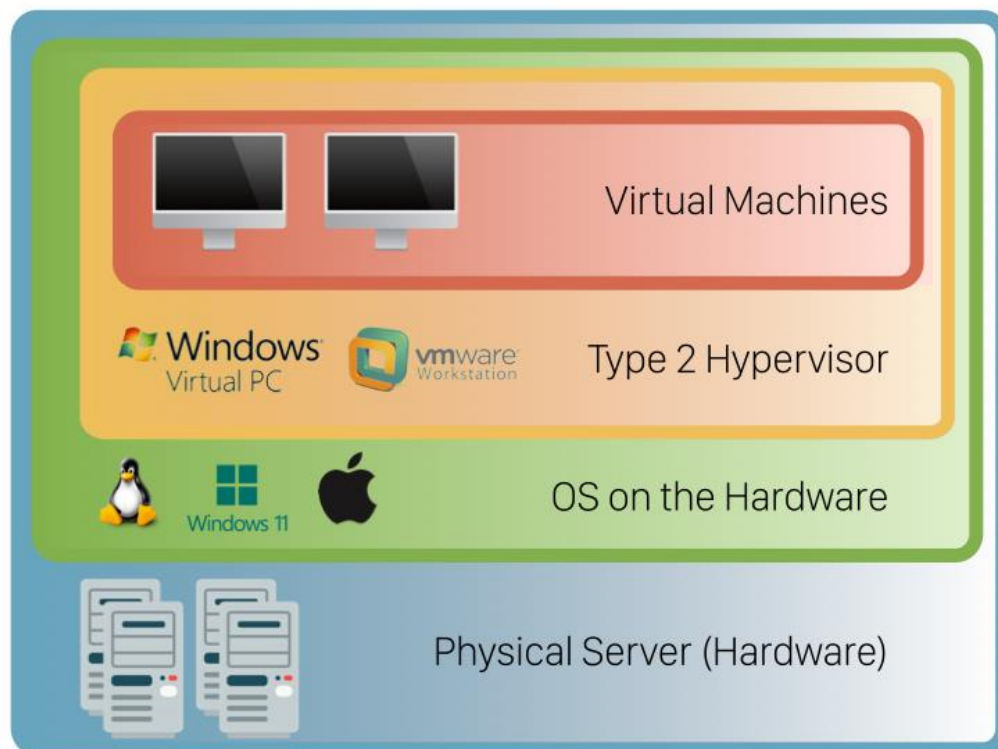 Virtual Machines
Windows
Virtual PC
vmware
Workstation
Type 2 Hypervisor
Windows 11
OS on the Hardware
Physical Server (Hardware)